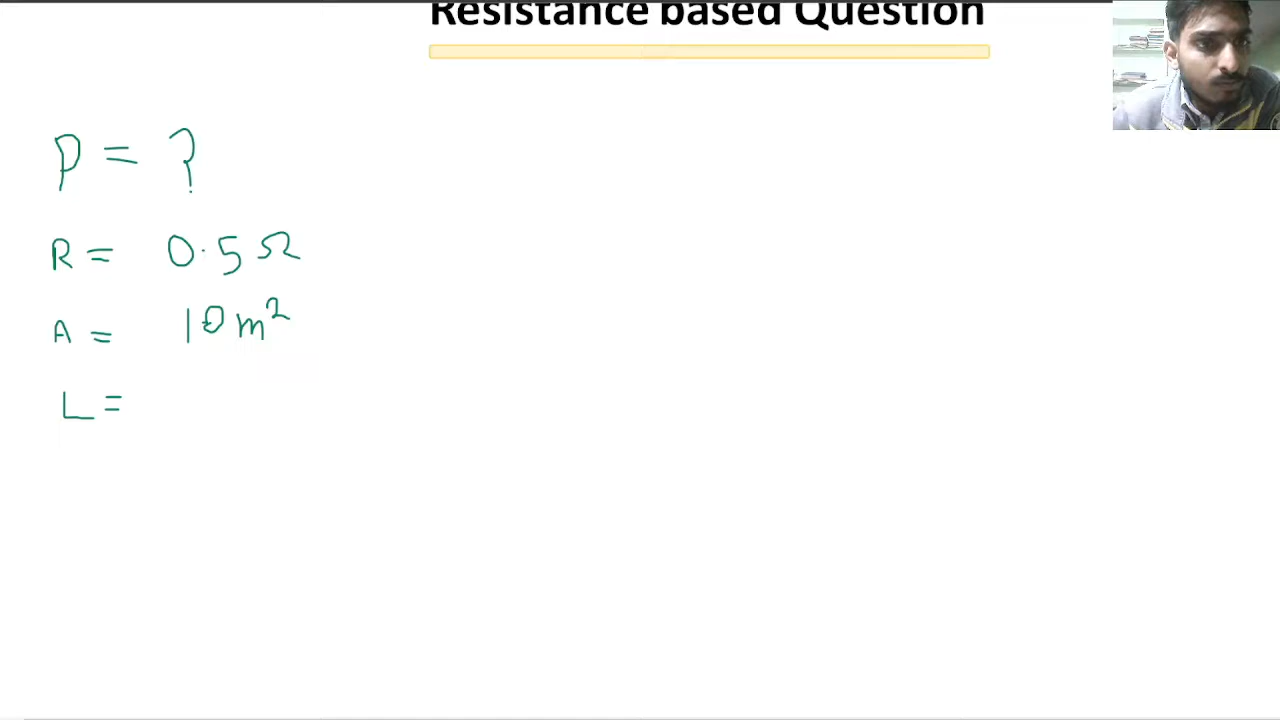 Resistance based Question
ρ = ?
R = 0.5 Ω
A = 10 m²
L =